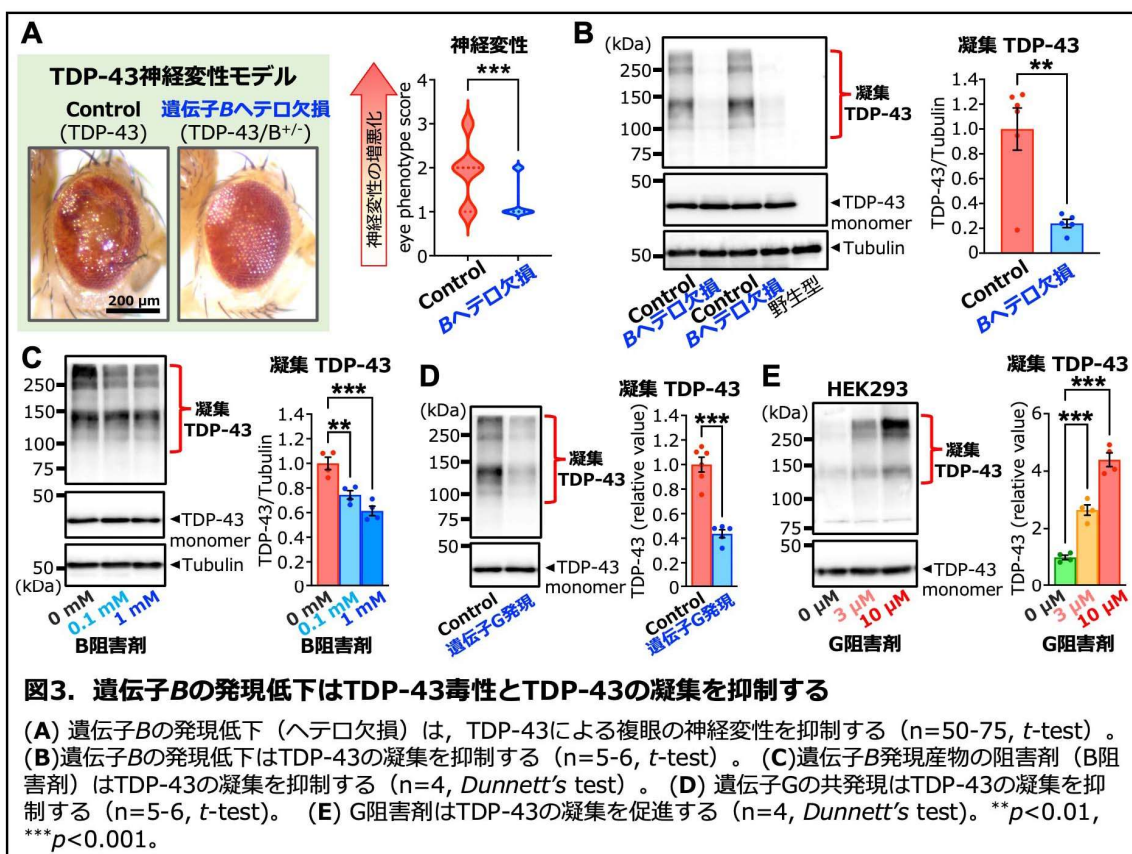 A
TDP-43神経変性モデル
Control
(TDP-43)
遺伝子Bヘテロ欠損
(TDP-43/B+/-)
200 μm
神経変性の増悪化
神経変性
***
eye phenotype score
4
3
2
1
0
Control
Bヘテロ欠損
B
(kDa)
250
150
100
75
50
50
凝集
TDP-43
TDP-43
monomer
Tubulin
Control
Bヘテロ欠損
Control
Bヘテロ欠損
野生型
凝集 TDP-43
**
TDP-43/Tubulin
1.4
1.2
1.0
0.8
0.6
0.4
0.2
0
Control
Bヘテロ欠損
C
250
150
100
75
50
50
(kDa)
凝集
TDP-43
TDP-43
monomer
Tubulin
0 mM
0.1 mM
1 mM
B阻害剤
凝集 TDP-43
***
**
TDP-43/Tubulin
1.4
1.2
1.0
0.8
0.6
0.4
0.2
0
0 mM
0.1 mM
1 mM
B阻害剤
D
(kDa)
250
150
100
75
50
凝集
TDP-43
TDP-43
monomer
Control
遺伝子G発現
凝集 TDP-43
***
TDP-43 (relative value)
1.4
1.2
1.0
0.8
0.6
0.4
0.2
0
Control
遺伝子G発現
E
HEK293
(kDa)
250
150
100
75
50
凝集
TDP-43
TDP-43
monomer
0 μM
3 μM
10 μM
G阻害剤
凝集 TDP-43
***
***
TDP-43 (relative value)
6
4
2
0
0 μM
3 μM
10 μM
G阻害剤
図3. 遺伝子Bの発現低下はTDP-43毒性とTDP-43の凝集を抑制する
(A) 遺伝子Bの発現低下（ヘテロ欠損）は，TDP-43による複眼の神経変性を抑制する（n=50-75, t-test）。
(B)遺伝子Bの発現低下はTDP-43の凝集を抑制する（n=5-6, t-test）。 (C)遺伝子B発現産物の阻害剤（B阻
害剤）はTDP-43の凝集を抑制する（n=4, Dunnett's test）。 (D) 遺伝子Gの共発現はTDP-43の凝集を抑
制する（n=5-6, t-test)。 (E) G阻害剤はTDP-43の凝集を促進する（n=4, Dunnett's test)。**p<0.01,
***p<0.001。